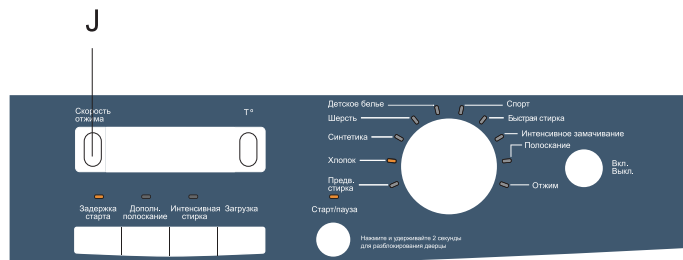 J
Скорость
отжима
T°
Детское белье
Шерсть
Синтетика
Хлопок
Предв.
стирка
Спорт
Быстрая стирка
Интенсивное замачивание
Полоскание
Отжим
Вкл.
Выкл.
Задержка
старта
Дополн.
полоскание
Интенсивная
стирка
Загрузка
Старт/пауза
Нажмите и удерживайте 2 секунды
для разблокирования дверцы